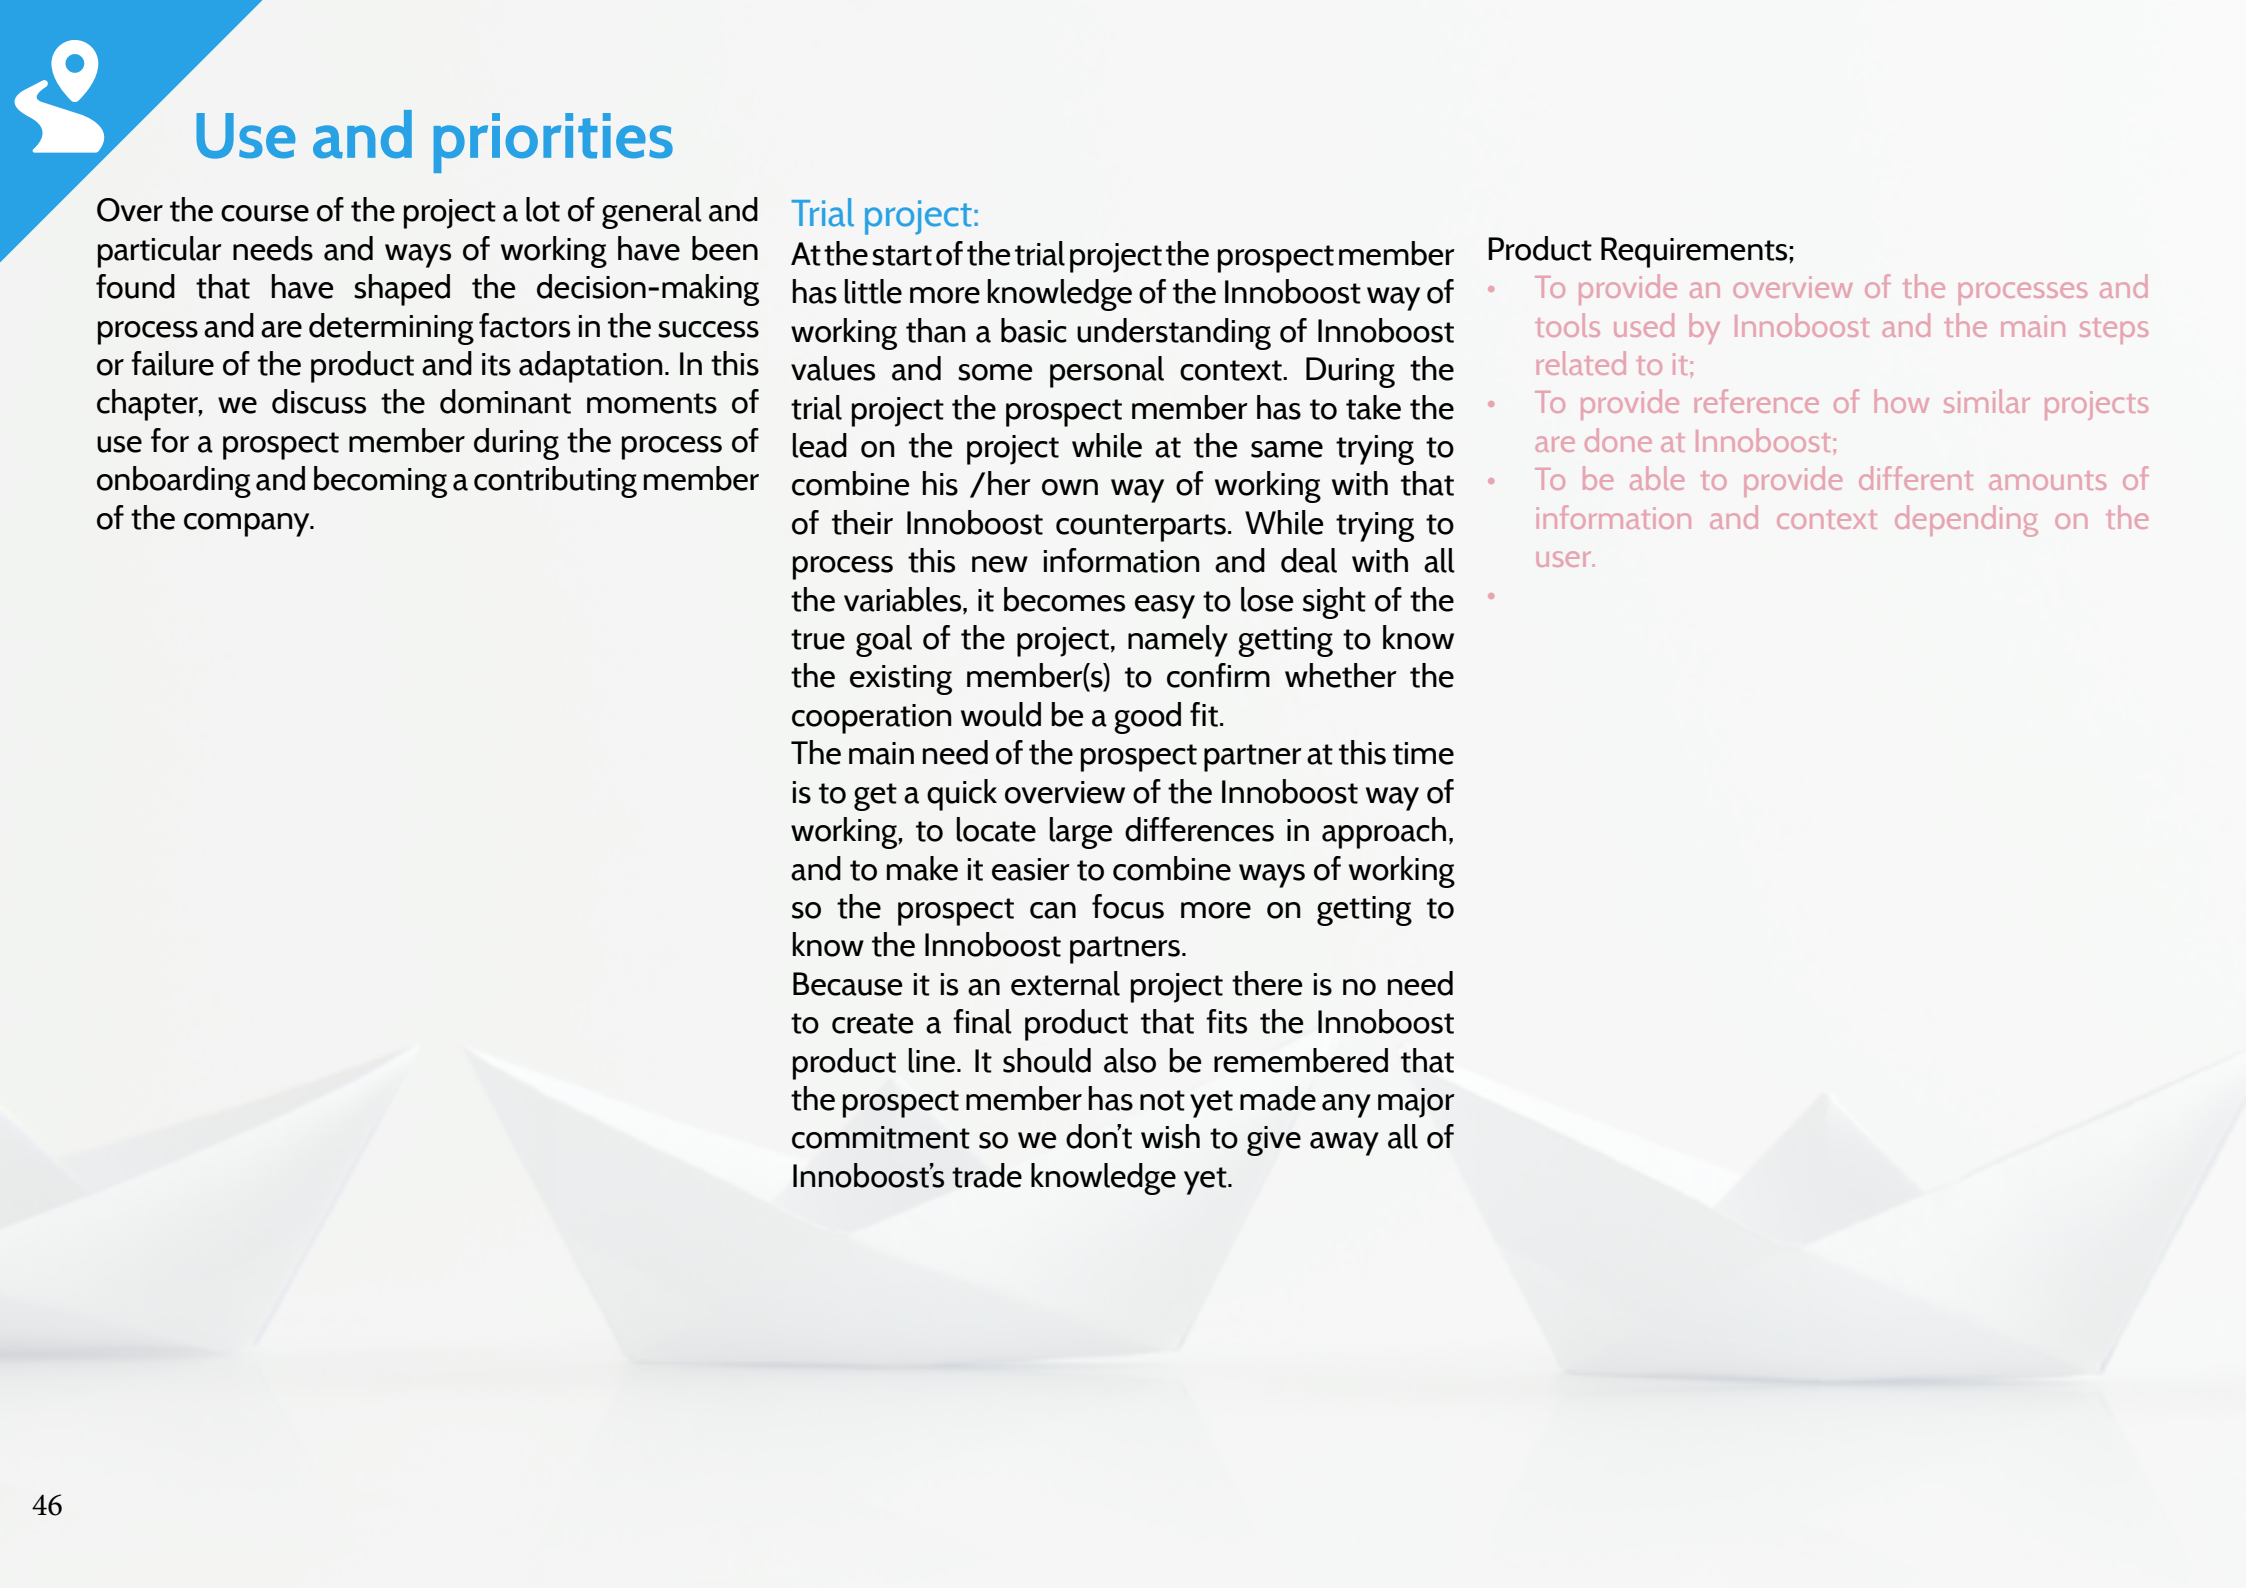 Use and priorities
Over the course of the project a lot of general and
particular needs and ways of working have been
found that have shaped the decision-making
process and are determining factors in the success
or failure of the product and its adaptation. In this
chapter, we discuss the dominant moments of
use for a prospect member during the process of
onboarding and becoming a contributing member
of the company.
Trial project:
At the start of the trial project the prospect member
has little more knowledge of the Innoboost way of
working than a basic understanding of Innoboost
values and some personal context. During the
trial project the prospect member has to take the
lead on the project while at the same trying to
combine his /her own way of working with that
of their Innoboost counterparts. While trying to
process this new information and deal with all
the variables, it becomes easy to lose sight of the
true goal of the project, namely getting to know
the existing member(s) to confirm whether the
cooperation would be a good fit.
The main need of the prospect partner at this time
is to get a quick overview of the Innoboost way of
working, to locate large differences in approach,
and to make it easier to combine ways of working
so the prospect can focus more on getting to
know the Innoboost partners.
Because it is an external project there is no need
to create a final product that fits the Innoboost
product line. It should also be remembered that
the prospect member has not yet made any major
commitment so we don’t wish to give away all of
Innoboost’s trade knowledge yet.
Product Requirements;
• To provide an overview of the processes and
tools used by Innoboost and the main steps
related to it;
• To provide reference of how similar projects
are done at Innoboost;
• To be able to provide different amounts of
information and context depending on the
user.
•
46